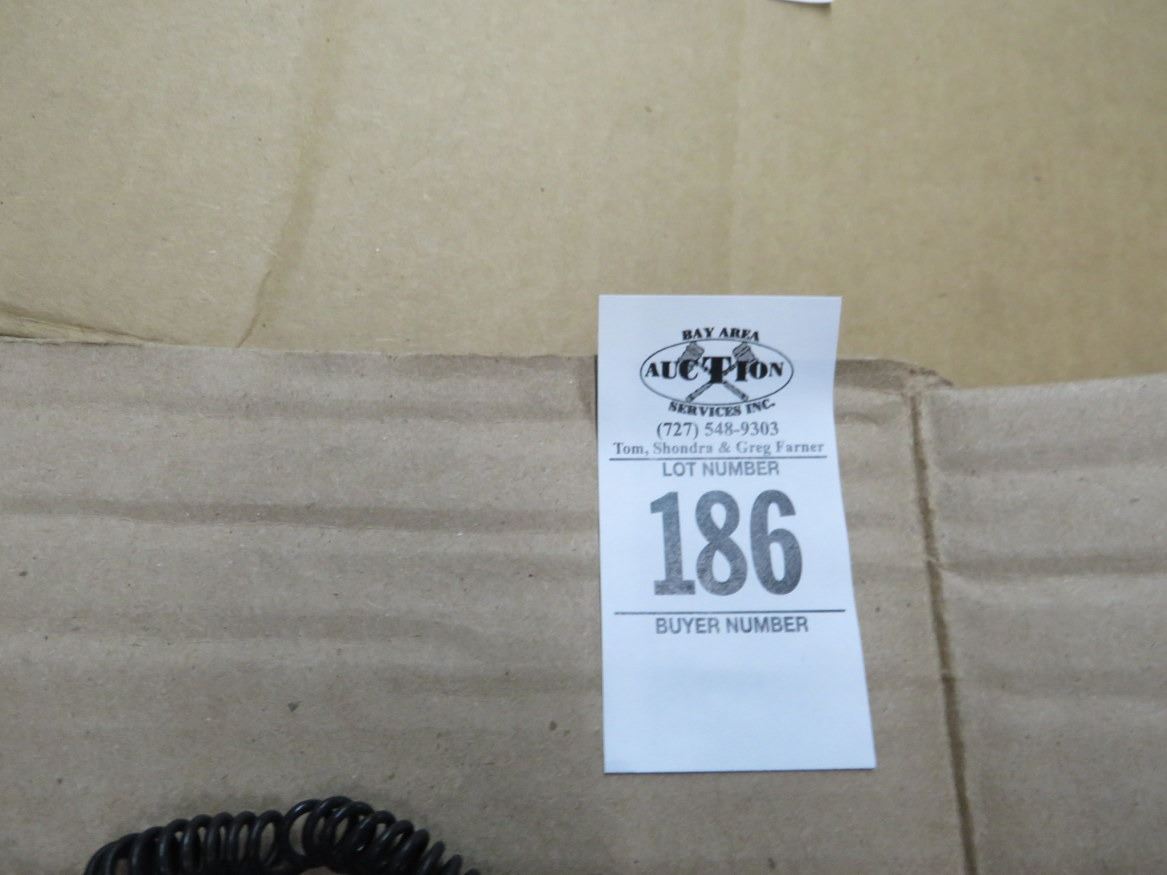 BAY AREA
AUCTION
SERVICES INC.
(727) 548-9303
Tom, Shondra & Greg Farner
LOT NUMBER
186
BUYER NUMBER